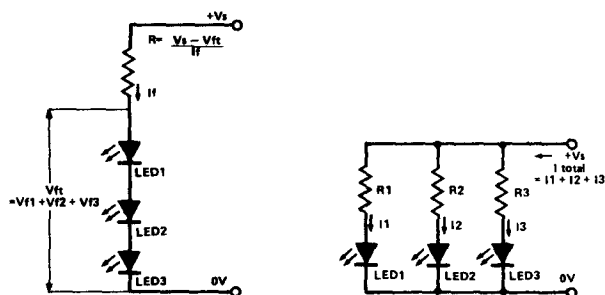 +Vs
R= Vs – Vft
If
If
Vft
=Vf1 +Vf2 + Vf3
LED1
LED2
LED3
0V
+Vs
I total
= I1 + I2 + I3
R1
R2
R3
I1
I2
I3
LED1
LED2
LED3
0V